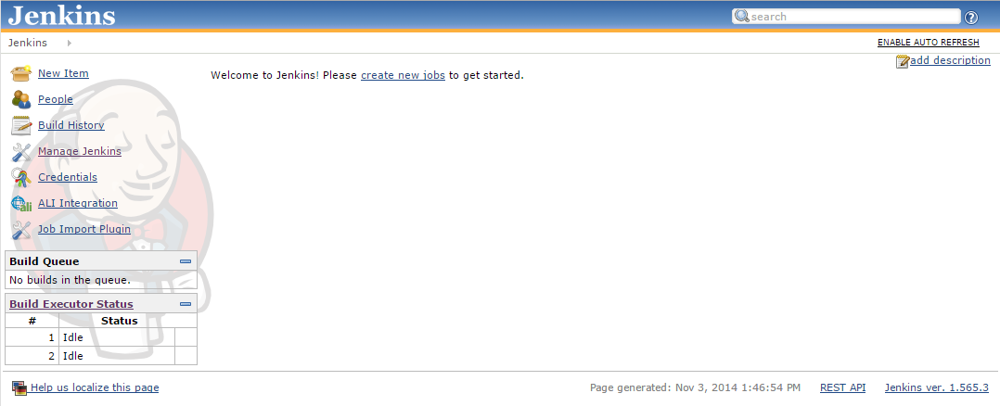 Jenkins
search
Jenkins
ENABLE AUTO REFRESH
add description
New Item
People
Build History
Manage Jenkins
Credentials
ALI Integration
Job Import Plugin
Welcome to Jenkins! Please create new jobs to get started.
Build Queue
No builds in the queue.
Build Executor Status
# Status
1 Idle
2 Idle
Help us localize this page
Page generated: Nov 3, 2014 1:46:54 PM REST API Jenkins ver. 1.565.3